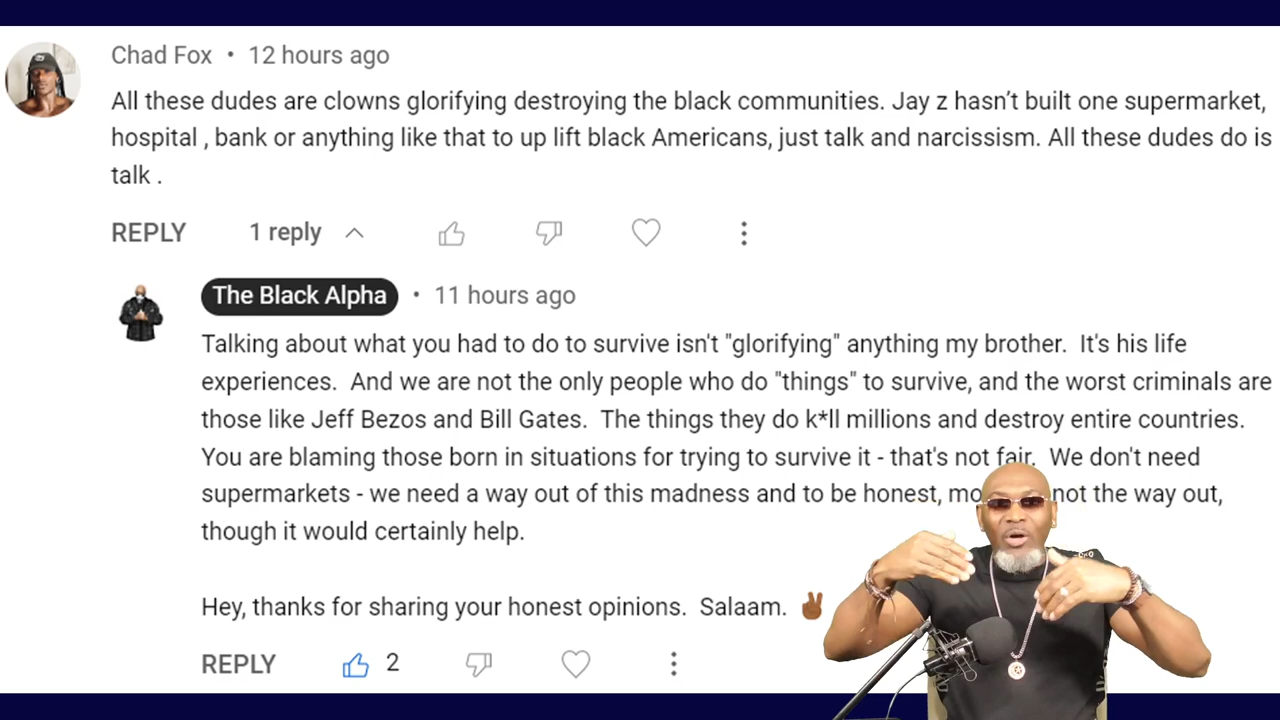 Chad Fox • 12 hours ago
All these dudes are clowns glorifying destroying the black communities. Jay z hasn't built one supermarket,
hospital , bank or anything like that to up lift black Americans, just talk and narcissism. All these dudes do is
talk .
REPLY 1 reply
The Black Alpha • 11 hours ago
Talking about what you had to do to survive isn't "glorifying" anything my brother. It's his life
experiences. And we are not the only people who do "things" to survive, and the worst criminals are
those like Jeff Bezos and Bill Gates. The things they do k*ll millions and destroy entire countries.
You are blaming those born in situations for trying to survive it - that's not fair. We don't need
supermarkets - we need a way out of this madness and to be honest, not the way out,
though it would certainly help.
Hey, thanks for sharing your honest opinions. Salaam. ✌🏾
REPLY 2